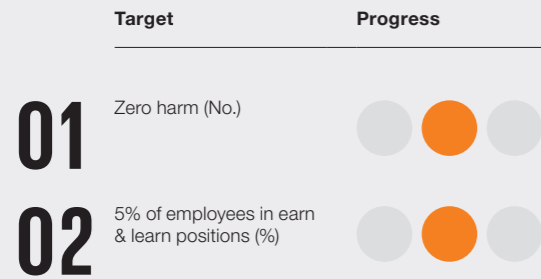 Target Progress
01 Zero harm (No.)
02 5% of employees in earn
& learn positions (%)